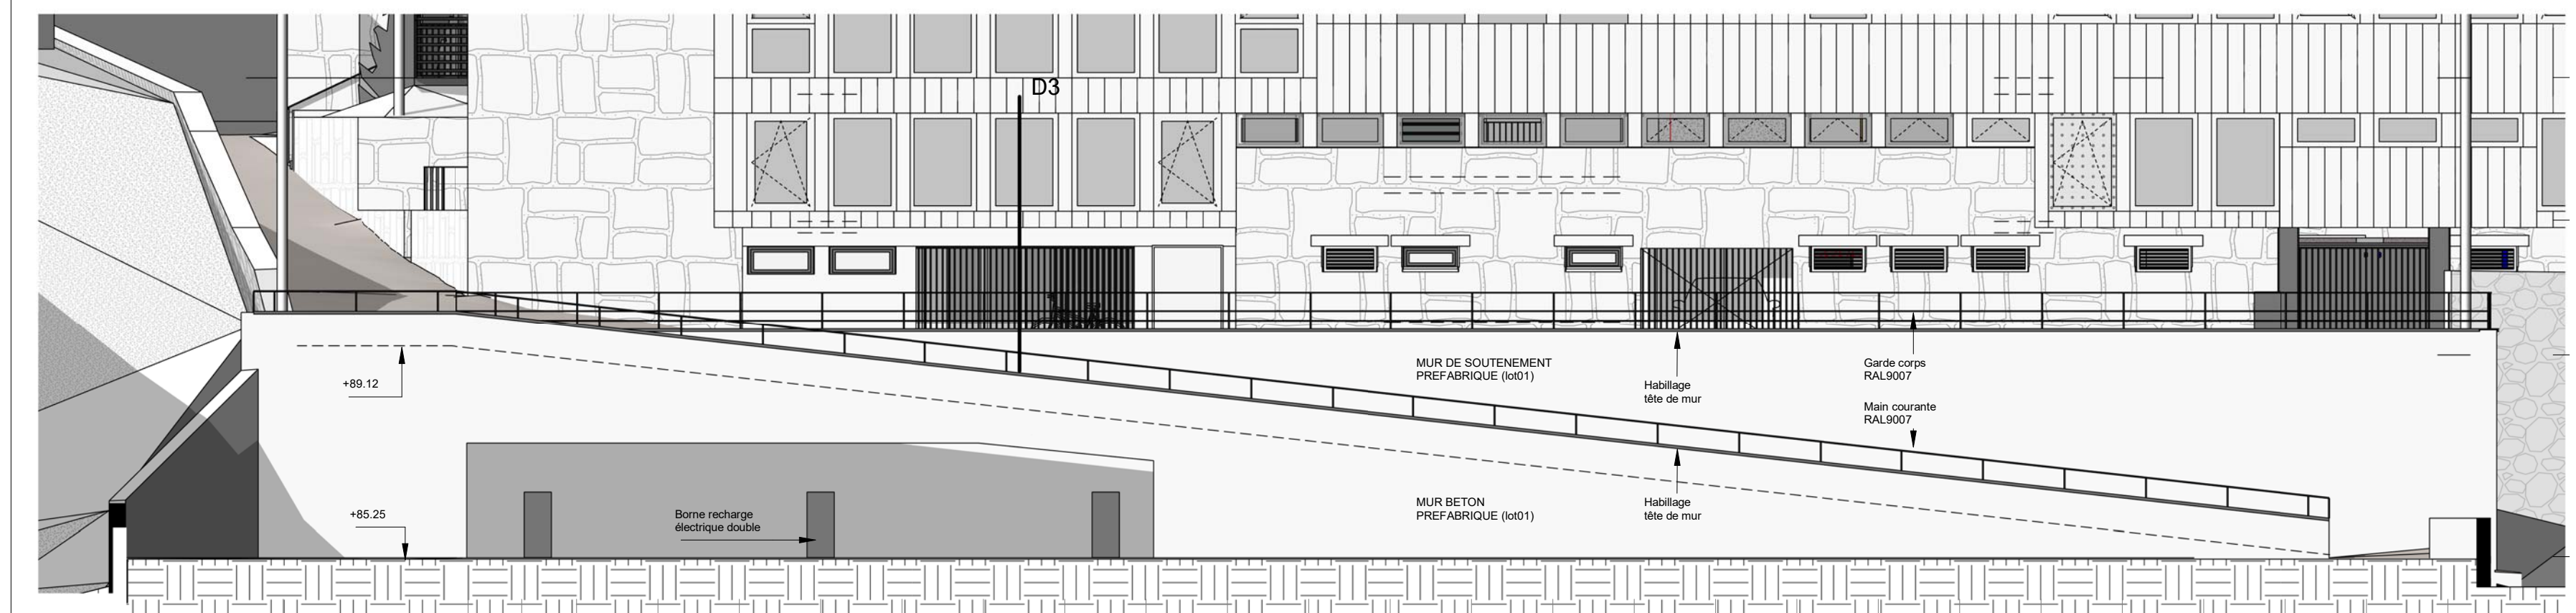 D3
+89.12
+85.25
Borne recharge
électrique double
MUR DE SOUTENEMENT
PREFABRIQUE (lot01)
Habillage
tête de mur
Garde corps
RAL9007
Main courante
RAL9007
MUR BETON
PREFABRIQUE (lot01)
Habillage
tête de mur